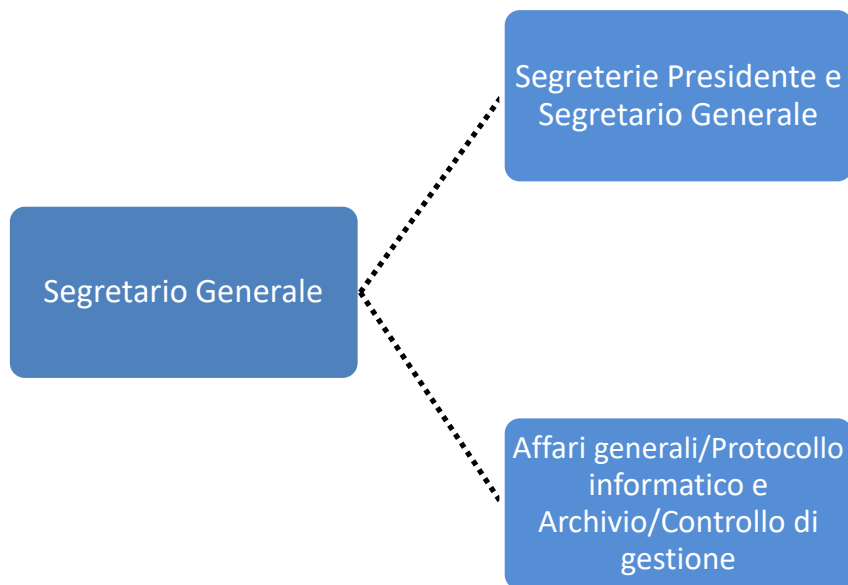 Segreterie Presidente e
Segretario Generale
Segretario Generale
Affari generali/Protocollo
informatico e
Archivio/Controllo di
gestione